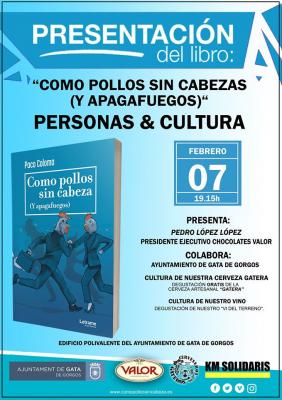 PRESENTACIÓN
del libro:
"COMO POLLOS SIN CABEZAS
(Y APAGAFUEGOS)"
PERSONAS & CULTURA
Paco Coloma
Como pollos
sin cabeza
(Y apagafuegos)
Letrame
FEBRERO
07
19.15h
PRESENTA:
PEDRO LÓPEZ LÓPEZ
PRESIDENTE EJECUTIVO CHOCOLATES VALOR
COLABORA:
AYUNTAMIENTO DE GATA DE GORGOS
CULTURA DE NUESTRA CERVEZA GATERA
DEGUSTACIÓN GRATIS DE LA
CERVEZA ARTESANAL "GATERA"
CULTURA DE NUESTRO VINO
DEGUSTACIÓN DE NUESTRO "VI DEL TERRENO".
EDIFICIO POLIVALENTE DEL AYUNTAMIENTO DE GATA DE GORGOS
AJUNTAMENT DE GATA
DE GORGOS
VALOR
KM SOLIDARIS